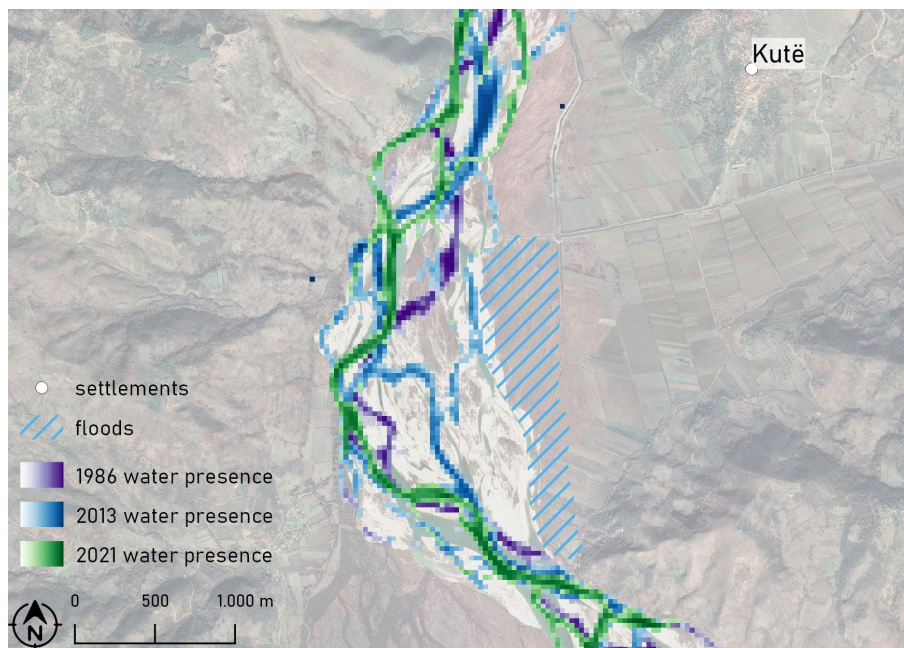 Kutë
settlements
floods
1986 water presence
2013 water presence
2021 water presence
0 500 1.000 m
N